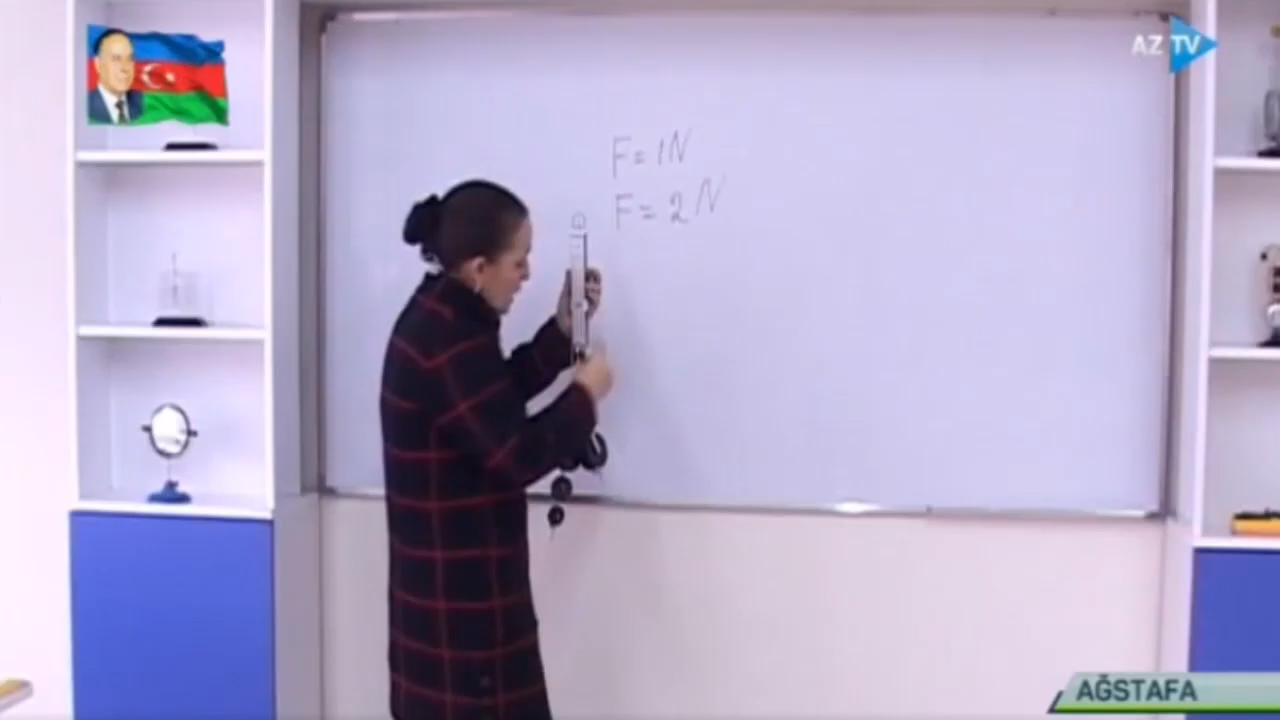 AZ TV
F = 1N
F = 2N
AĞSTAFA